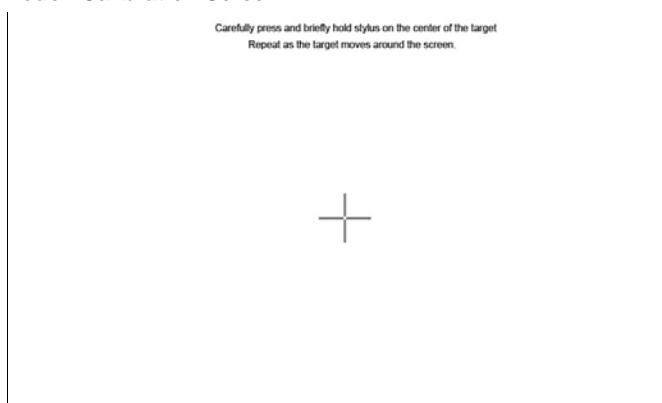 Carefully press and briefly hold stylus on the center of the target
Repeat as the target moves around the screen.